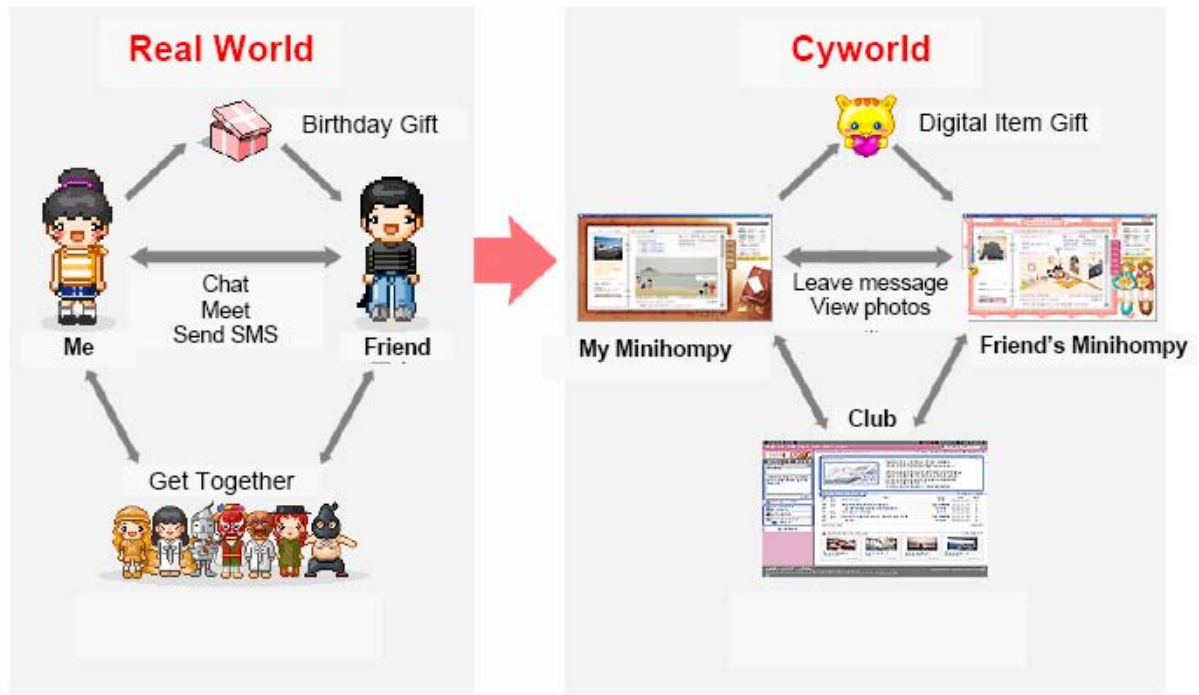 Real World
Birthday Gift
Chat
Meet
Send SMS
Me
Friend
Get Together
Cyworld
Digital Item Gift
Leave message
View photos
...
My Minihompy
Friend's Minihompy
Club